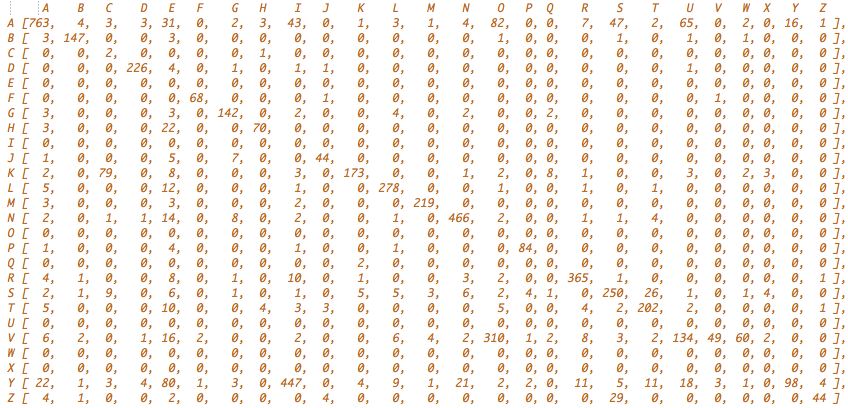 A B C D E F G H I J K L M N O P Q R S T U V W X Y Z
A [763, 4, 3, 3, 31, 0, 2, 3, 43, 0, 1, 3, 1, 4, 82, 0, 0, 7, 47, 2, 65, 0, 2, 0, 16, 1 ],
B [ 3, 147, 0, 0, 3, 0, 0, 0, 0, 0, 0, 0, 0, 0, 1, 0, 0, 0, 1, 0, 1, 0, 1, 0, 0, 0 ],
C [ 0, 0, 2, 0, 0, 0, 0, 1, 0, 0, 0, 0, 0, 0, 0, 0, 0, 0, 0, 0, 0, 0, 0, 0, 0, 0 ],
D [ 0, 0, 0, 226, 4, 0, 1, 0, 1, 1, 0, 0, 0, 0, 0, 0, 0, 0, 0, 0, 1, 0, 0, 0, 0, 0 ],
E [ 0, 0, 0, 0, 0, 0, 0, 0, 0, 0, 0, 0, 0, 0, 0, 0, 0, 0, 0, 0, 0, 0, 0, 0, 0, 0 ],
F [ 0, 0, 0, 0, 0, 68, 0, 0, 0, 1, 0, 0, 0, 0, 0, 0, 0, 0, 0, 0, 0, 1, 0, 0, 0, 0 ],
G [ 3, 0, 0, 0, 3, 0, 142, 0, 2, 0, 0, 4, 0, 2, 0, 0, 2, 0, 0, 0, 0, 0, 0, 0, 0, 0 ],
H [ 3, 0, 0, 0, 22, 0, 0, 70, 0, 0, 0, 0, 0, 0, 0, 0, 0, 0, 0, 0, 0, 0, 0, 0, 0, 0 ],
I [ 0, 0, 0, 0, 0, 0, 0, 0, 0, 0, 0, 0, 0, 0, 0, 0, 0, 0, 0, 0, 0, 0, 0, 0, 0, 0 ],
J [ 1, 0, 0, 0, 5, 0, 7, 0, 0, 44, 0, 0, 0, 0, 0, 0, 0, 0, 0, 0, 0, 0, 0, 0, 0, 0 ],
K [ 2, 0, 79, 0, 8, 0, 0, 0, 3, 0, 173, 0, 0, 1, 2, 0, 8, 1, 0, 0, 3, 0, 2, 3, 0, 0 ],
L [ 5, 0, 0, 0, 12, 0, 0, 0, 1, 0, 0, 278, 0, 0, 1, 0, 0, 1, 0, 1, 0, 0, 0, 0, 0, 0 ],
M [ 3, 0, 0, 0, 3, 0, 0, 0, 2, 0, 0, 0, 219, 0, 0, 0, 0, 0, 0, 0, 0, 0, 0, 0, 0, 0 ],
N [ 2, 0, 1, 1, 14, 0, 8, 0, 2, 0, 0, 1, 0, 466, 2, 0, 0, 1, 1, 4, 0, 0, 0, 0, 0, 0 ],
O [ 0, 0, 0, 0, 0, 0, 0, 0, 0, 0, 0, 0, 0, 0, 0, 0, 0, 0, 0, 0, 0, 0, 0, 0, 0, 0 ],
P [ 1, 0, 0, 0, 4, 0, 0, 0, 1, 0, 0, 1, 0, 0, 0, 84, 0, 0, 0, 0, 0, 0, 0, 0, 0, 0 ],
Q [ 0, 0, 0, 0, 0, 0, 0, 0, 0, 0, 2, 0, 0, 0, 0, 0, 0, 0, 0, 0, 0, 0, 0, 0, 0, 0 ],
R [ 4, 1, 0, 0, 8, 0, 1, 0, 10, 0, 1, 0, 0, 3, 2, 0, 0, 365, 1, 0, 0, 0, 0, 0, 0, 1 ],
S [ 2, 1, 9, 0, 6, 0, 1, 0, 1, 0, 5, 5, 3, 6, 2, 4, 1, 0, 250, 26, 1, 0, 1, 4, 0, 0 ],
T [ 5, 0, 0, 0, 10, 0, 0, 4, 3, 3, 0, 0, 0, 0, 5, 0, 0, 4, 2, 202, 2, 0, 0, 0, 0, 1 ],
U [ 0, 0, 0, 0, 0, 0, 0, 0, 0, 0, 0, 0, 0, 0, 0, 0, 0, 0, 0, 0, 0, 0, 0, 0, 0, 0 ],
V [ 6, 2, 0, 1, 16, 2, 0, 0, 2, 0, 0, 6, 4, 2, 310, 1, 2, 8, 3, 2, 134, 49, 60, 2, 0, 0 ],
W [ 0, 0, 0, 0, 0, 0, 0, 0, 0, 0, 0, 0, 0, 0, 0, 0, 0, 0, 0, 0, 0, 0, 0, 0, 0, 0 ],
X [ 0, 0, 0, 0, 0, 0, 0, 0, 0, 0, 0, 0, 0, 0, 0, 0, 0, 0, 0, 0, 0, 0, 0, 0, 0, 0 ],
Y [ 22, 1, 3, 4, 80, 1, 3, 0, 447, 0, 4, 9, 1, 21, 2, 2, 0, 11, 5, 11, 18, 3, 1, 0, 98, 4 ],
Z [ 4, 1, 0, 0, 2, 0, 0, 0, 0, 4, 0, 0, 0, 0, 0, 0, 0, 0, 29, 0, 0, 0, 0, 0, 0, 44 ]